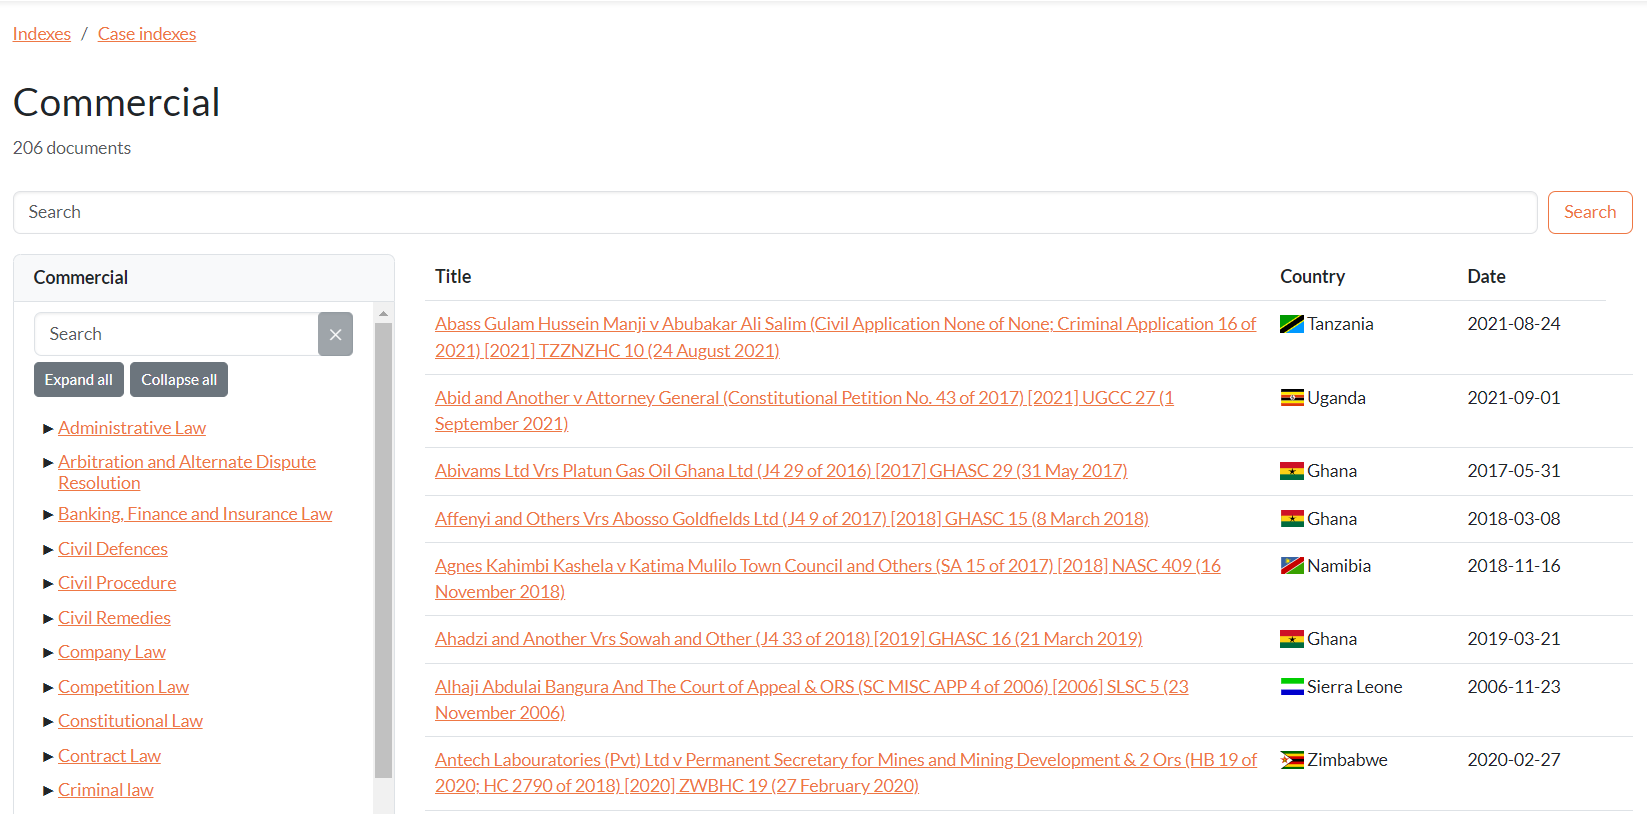 Indexes / Case indexes
Commercial
206 documents
Search
Search
Commercial
Search
Expand all
Collapse all
Administrative Law
Arbitration and Alternate Dispute
Resolution
Banking, Finance and Insurance Law
Civil Defences
Civil Procedure
Civil Remedies
Company Law
Competition Law
Constitutional Law
Contract Law
Criminal law
Title Country Date
Abass Gulam Hussein Manji v Abubakar Ali Salim (Civil Application None of None; Criminal Application 16 of Tanzania 2021-08-24
2021) [2021] TZZNZHC 10 (24 August 2021)
Abid and Another v Attorney General (Constitutional Petition No. 43 of 2017) [2021] UGCC 27 (1 Uganda 2021-09-01
September 2021)
Abivams Ltd Vrs Platun Gas Oil Ghana Ltd (J4 29 of 2016) [2017] GHASC 29 (31 May 2017) Ghana 2017-05-31
Affenyi and Others Vrs Abosso Goldfields Ltd (J4 9 of 2017) [2018] GHASC 15 (8 March 2018) Ghana 2018-03-08
Agnes Kahimbi Kashela v Katima Mulilo Town Council and Others (SA 15 of 2017) [2018] NASC 409 (16 Namibia 2018-11-16
November 2018)
Ahadzi and Another Vrs Sowah and Other (J4 33 of 2018) [2019] GHASC 16 (21 March 2019) Ghana 2019-03-21
Alhaji Abdulai Bangura And The Court of Appeal & ORS (SC MISC APP 4 of 2006) [2006] SLSC 5 (23 Sierra Leone 2006-11-23
November 2006)
Antech Labouratories (Pvt) Ltd v Permanent Secretary for Mines and Mining Development & 2 Ors (HB 19 of Zimbabwe 2020-02-27
2020; HC 2790 of 2018) [2020] ZWBHC 19 (27 February 2020)